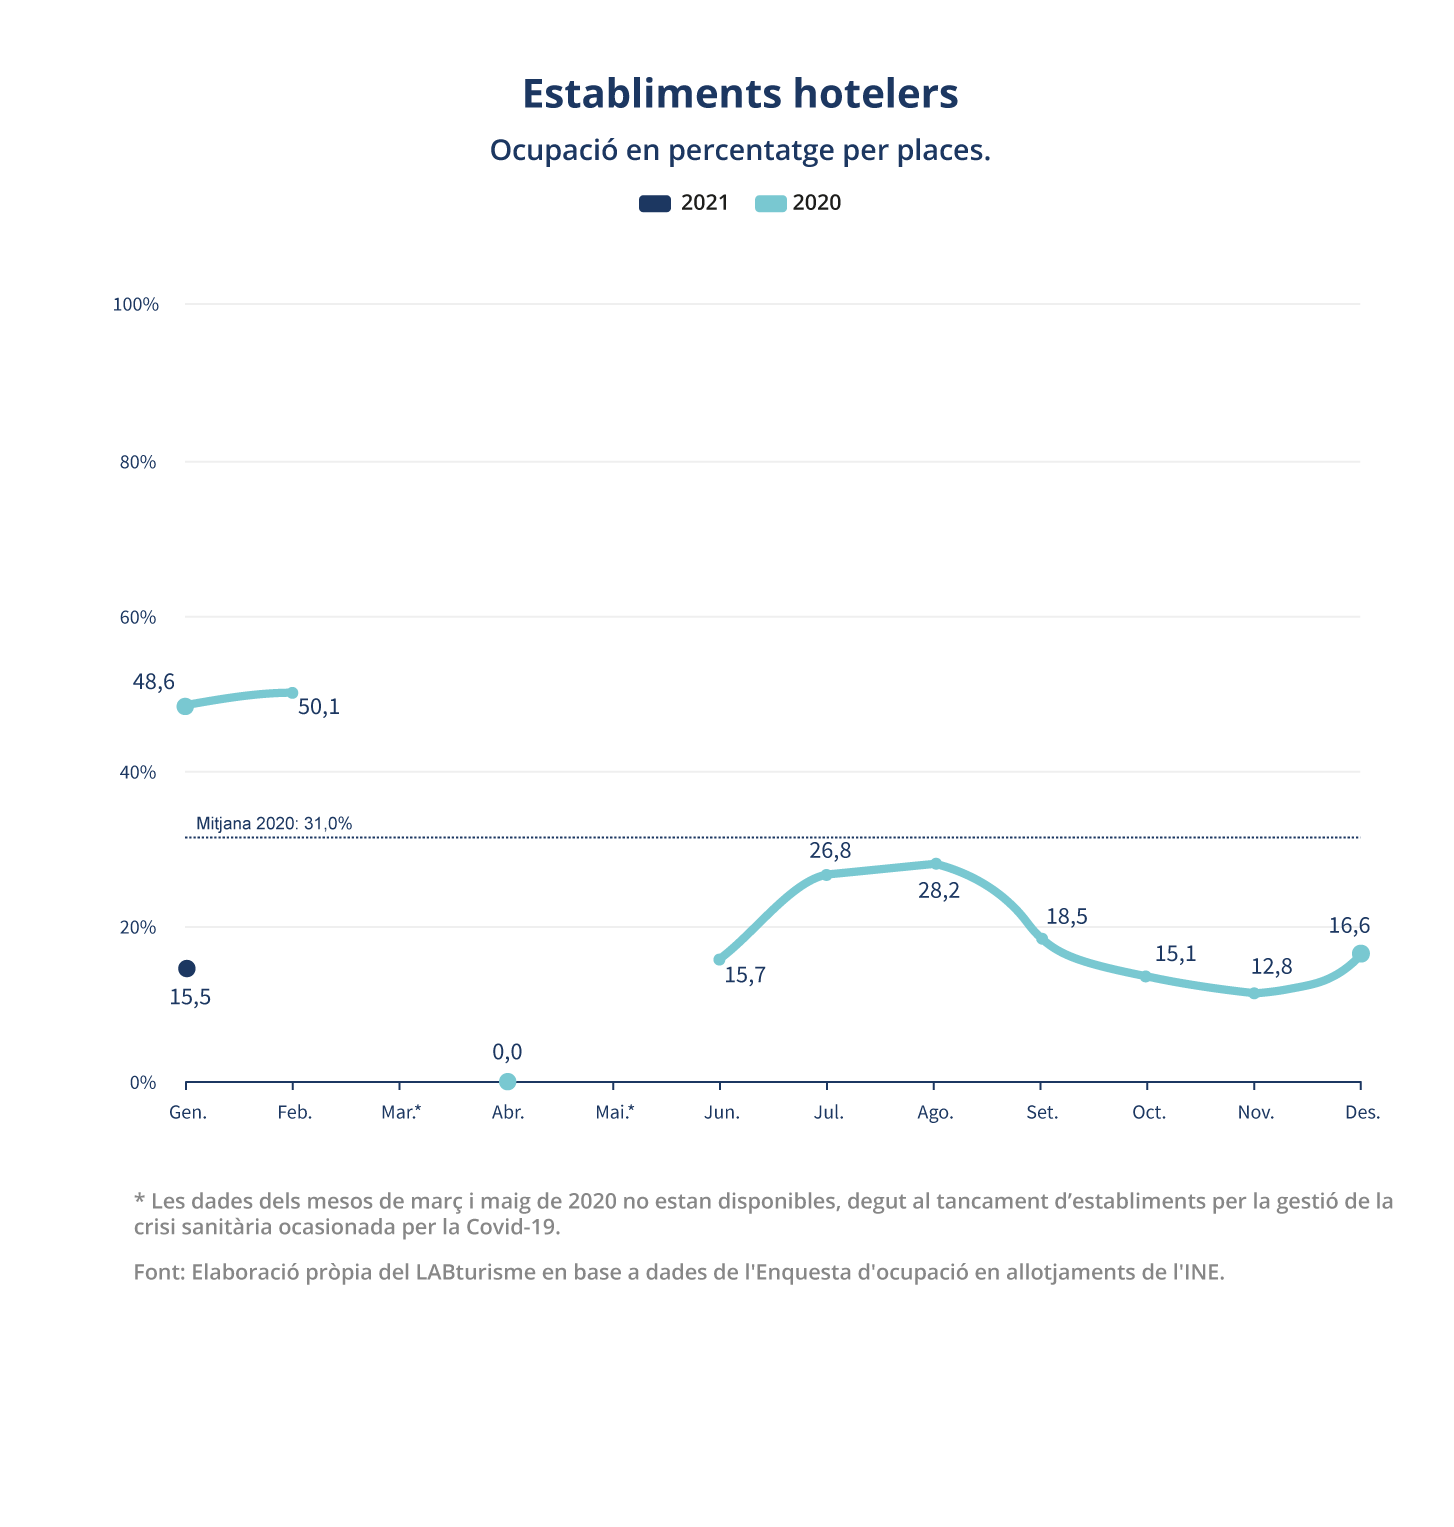 Establiments hotelers
Ocupació en percentatge per places.
2021 2020
100%
80%
60%
48,6
50,1
40%
Mitjana 2020: 31,0%
26,8
28,2
18,5
20%
16,6
15,1
12,8
15,7
15,5
0,0
0%
Gen. Feb. Mar.* Abr. Mai.* Jun. Jul. Ago. Set. Oct. Nov. Des.
* Les dades dels mesos de març i maig de 2020 no estan disponibles, degut al tancament d’establiments per la gestió de la
crisi sanitària ocasionada per la Covid-19.
Font: Elaboració pròpia del LABturisme en base a dades de l'Enquesta d'ocupació en allotjaments de l'INE.